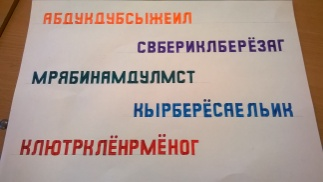 АБДУКДУБСЫЖЕИЛ
СВБЕРИКЛБЕРЁЗАГ
МРЯБИНАМДУЛМСТ
КЫРБЕРЁСАЕЛЬИК
КЛЮТРКЛЁНРМЁНОГ